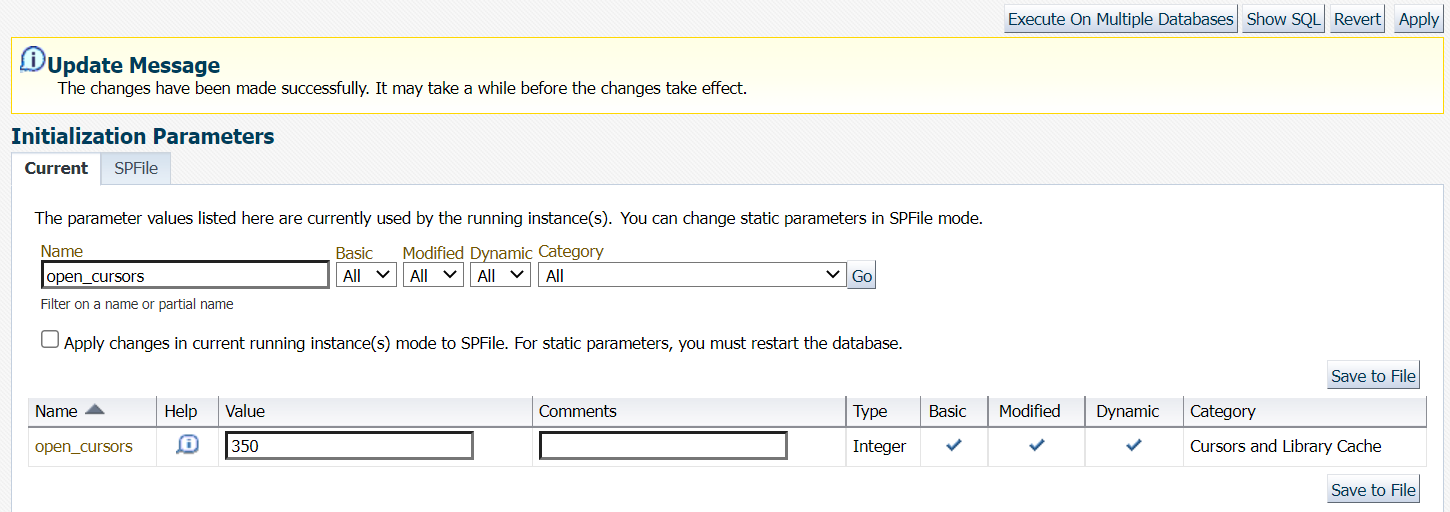 Execute On Multiple Databases Show SQL Revert Apply
Update Message
The changes have been made successfully. It may take a while before the changes take effect.
Initialization Parameters
Current SPFile
The parameter values listed here are currently used by the running instance(s). You can change static parameters in SPFile mode.
Name Basic Modified Dynamic Category
open_cursors All All All All Go
Filter on a name or partial name
Apply changes in current running instance(s) mode to SPFile. For static parameters, you must restart the database.
Save to File
Name Help Value Comments Type Basic Modified Dynamic Category
open_cursors 350 Integer Cursors and Library Cache
Save to File